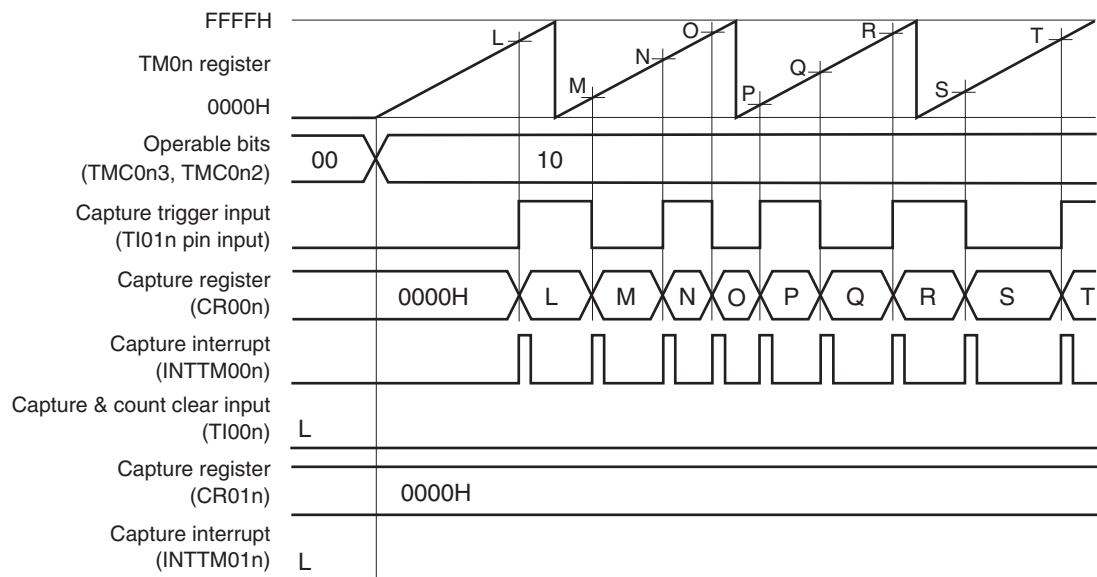 FFFFH
TM0n register
0000H
L M N O P Q R S T
Operable bits
(TMC0n3, TMC0n2)
00 10
Capture trigger input
(TI01n pin input)
Capture register
(CR00n)
0000H L M N O P Q R S T
Capture interrupt
(INTTM00n)
Capture & count clear input
(TI00n)
L
Capture register
(CR01n)
0000H
Capture interrupt
(INTTM01n)
L